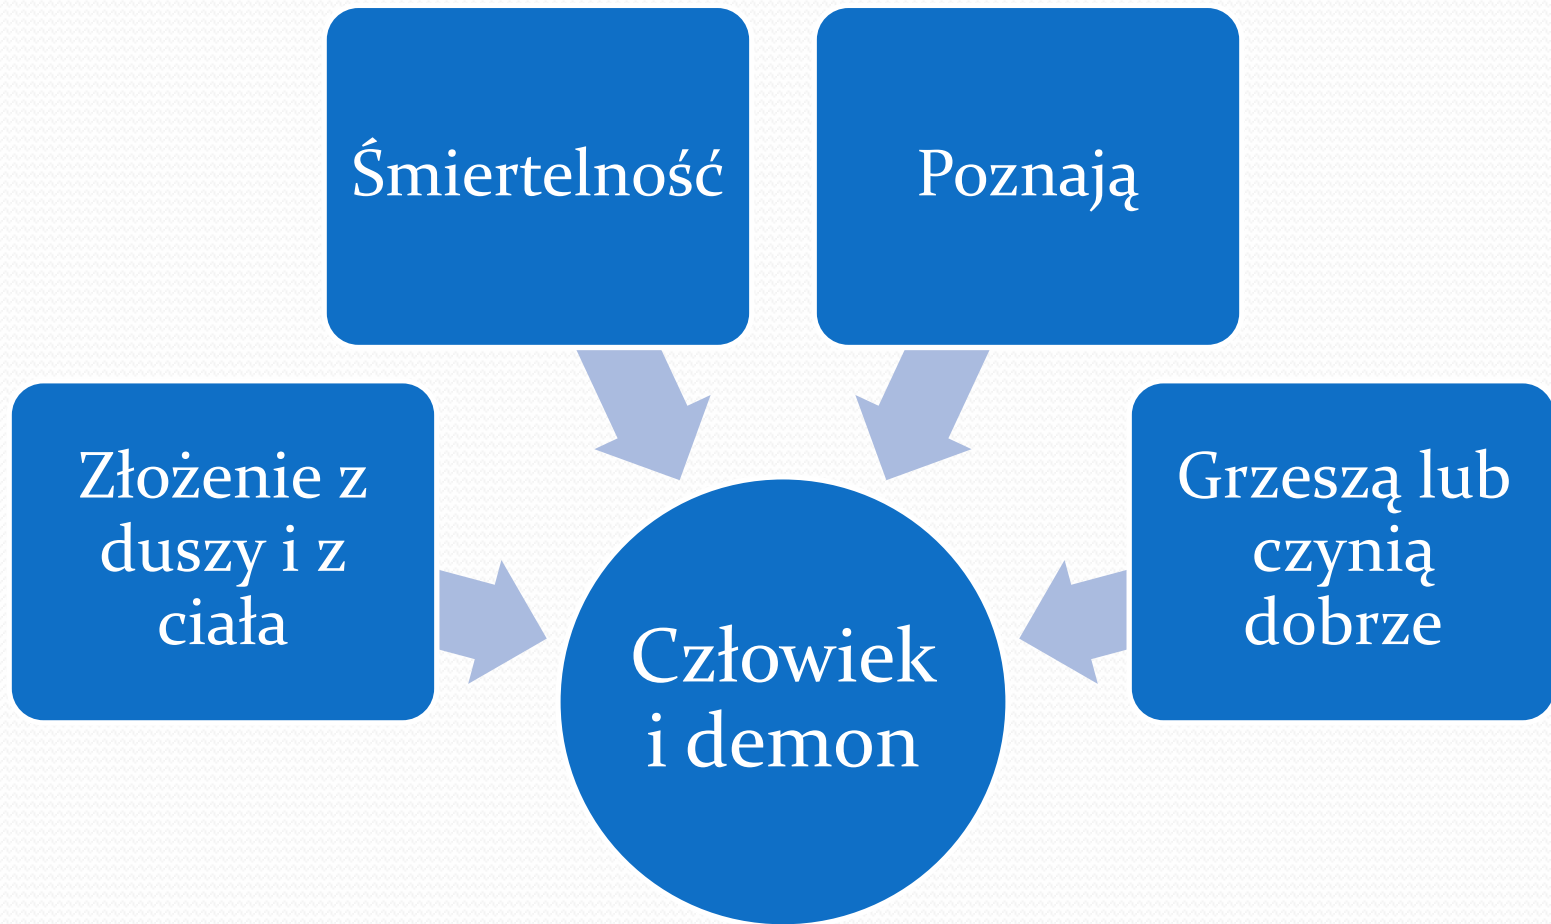 Śmiertelność
Poznają
Złożenie z
duszy i z
ciała
Grzeszą lub
czynią
dobrze
Człowiek
i demon